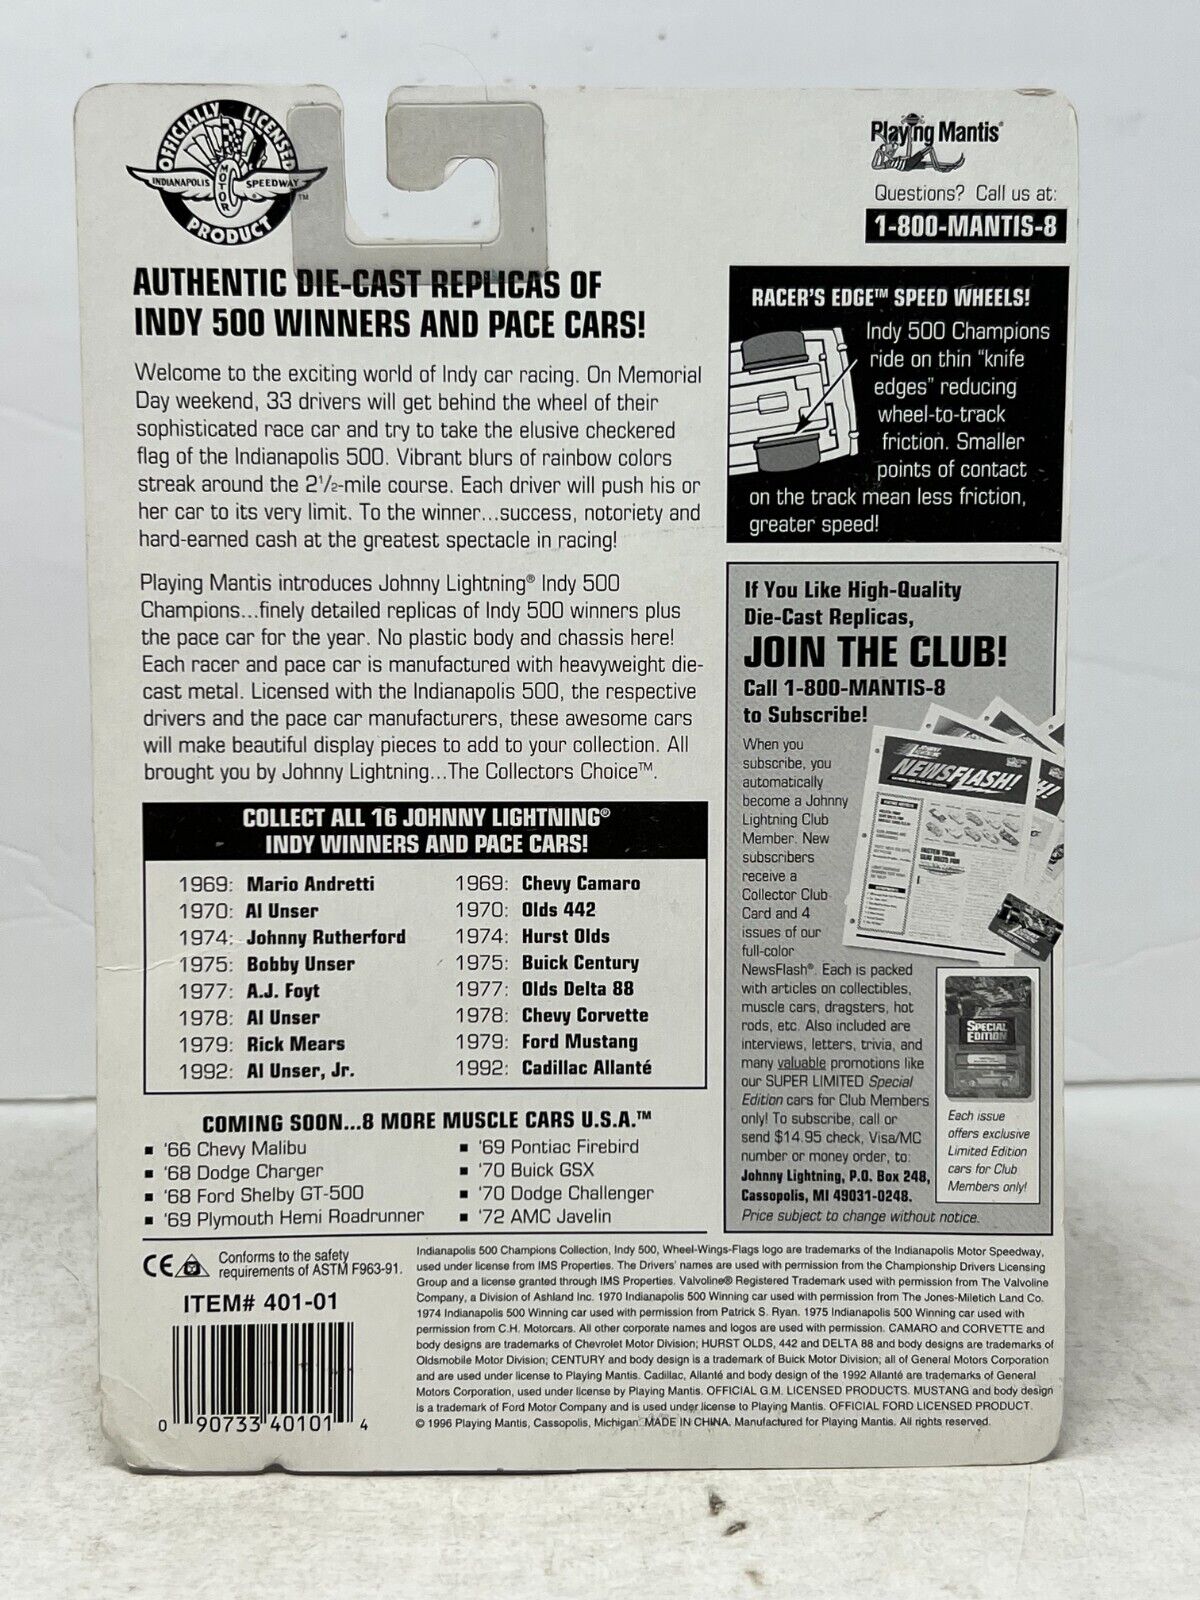 OFFICIALLY LICENSED
INDIANAPOLIS MOTOR SPEEDWAY
PRODUCT
TM
Playing Mantis®
Questions? Call us at:
1-800-MANTIS-8
AUTHENTIC DIE-CAST REPLICAS OF
INDY 500 WINNERS AND PACE CARS!
Welcome to the exciting world of Indy car racing. On Memorial
Day weekend, 33 drivers will get behind the wheel of their
sophisticated race car and try to take the elusive checkered
flag of the Indianapolis 500. Vibrant blurs of rainbow colors
streak around the 2½-mile course. Each driver will push his or
her car to its very limit. To the winner...success, notoriety and
hard-earned cash at the greatest spectacle in racing!
Playing Mantis introduces Johnny Lightning® Indy 500
Champions...finely detailed replicas of Indy 500 winners plus
the pace car for the year. No plastic body and chassis here!
Each racer and pace car is manufactured with heavyweight die-
cast metal. Licensed with the Indianapolis 500, the respective
drivers and the pace car manufacturers, these awesome cars
will make beautiful display pieces to add to your collection. All
brought you by Johnny Lightning...The Collectors Choice™.
COLLECT ALL 16 JOHNNY LIGHTNING®
INDY WINNERS AND PACE CARS!
1969: Mario Andretti 1969: Chevy Camaro
1970: Al Unser 1970: Olds 442
1974: Johnny Rutherford 1974: Hurst Olds
1975: Bobby Unser 1975: Buick Century
1977: A.J. Foyt 1977: Olds Delta 88
1978: Al Unser 1978: Chevy Corvette
1979: Rick Mears 1979: Ford Mustang
1992: Al Unser, Jr. 1992: Cadillac Allanté
COMING SOON...8 MORE MUSCLE CARS U.S.A.™
■ '66 Chevy Malibu ■ '69 Pontiac Firebird
■ '68 Dodge Charger ■ '70 Buick GSX
■ '68 Ford Shelby GT-500 ■ '70 Dodge Challenger
■ '69 Plymouth Hemi Roadrunner ■ '72 AMC Javelin
RACER'S EDGE™ SPEED WHEELS!
Indy 500 Champions
ride on thin "knife
edges" reducing
wheel-to-track
friction. Smaller
points of contact
on the track mean less friction,
greater speed!
If You Like High-Quality
Die-Cast Replicas,
JOIN THE CLUB!
Call 1-800-MANTIS-8
to Subscribe!
When you
subscribe, you
automatically
become a Johnny
Lightning Club
Member. New
subscribers
receive a
Collector Club
Card and 4
issues of our
full-color
NewsFlash®. Each is packed
with articles on collectibles,
muscle cars, dragsters, hot
rods, etc. Also included are
interviews, letters, trivia, and
many valuable promotions like
our SUPER LIMITED Special
Edition cars for Club Members
only! To subscribe, call or
send $14.95 check, Visa/MC
number or money order, to:
Johnny Lightning, P.O. Box 248,
Cassopolis, MI 49031-0248.
Price subject to change without notice.
NEWSFLASH!
SPECIAL
EDITION
Each issue
offers exclusive
Limited Edition
cars for Club
Members only!
CE Conforms to the safety
requirements of ASTM F963-91.
ITEM# 401-01
0 90733 40101 4
Indianapolis 500 Champions Collection, Indy 500, Wheel-Wings-Flags logo are trademarks of the Indianapolis Motor Speedway,
used under license from IMS Properties. The Drivers' names are used with permission from the Championship Drivers Licensing
Group and a license granted through IMS Properties. Valvoline® Registered Trademark used with permission from The Valvoline
Company, a Division of Ashland Inc. 1970 Indianapolis 500 Winning car used with permission from The Jones-Miletich Land Co.
1974 Indianapolis 500 Winning car used with permission from Patrick S. Ryan. 1975 Indianapolis 500 Winning car used with
permission from C.H. Motorcars. All other corporate names and logos are used with permission. CAMARO and CORVETTE and
body designs are trademarks of Chevrolet Motor Division; HURST OLDS, 442 and DELTA 88 and body designs are trademarks of
Oldsmobile Motor Division; CENTURY and body design is a trademark of Buick Motor Division; all of General Motors Corporation
and are used under license to Playing Mantis. Cadillac, Allanté and body design of the 1992 Allanté are trademarks of General
Motors Corporation, used under license by Playing Mantis. OFFICIAL G.M. LICENSED PRODUCTS. MUSTANG and body design
is a trademark of Ford Motor Company and is used under license to Playing Mantis. OFFICIAL FORD LICENSED PRODUCT.
© 1996 Playing Mantis, Cassopolis, Michigan. MADE IN CHINA. Manufactured for Playing Mantis. All rights reserved.